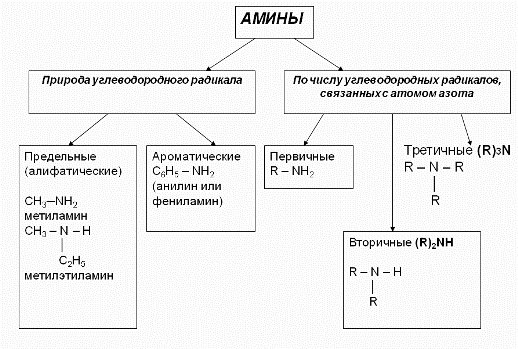 АМИНЫ
Природа углеводородного радикала
По числу углеводородных радикалов,
связанных с атомом азота
Предельные
(алифатические)
CH₃–NH₂
метиламин
CH₃ – N – H
C₂H₅
метилэтиламин
Ароматические
C₆H₅ – NH₂
(анилин или
фениламин)
Первичные
R – NH₂
Третичные (R)3N
R – N – R
R
Вторичные (R)₂NH
R – N – H
R